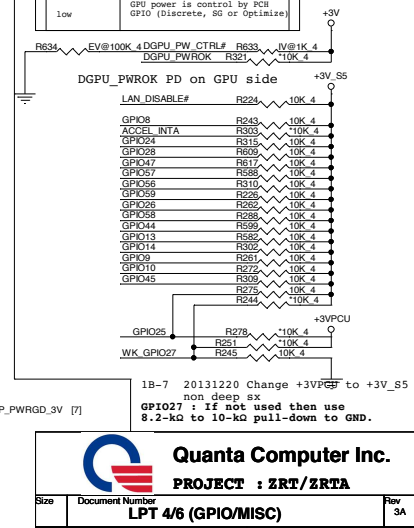 GPU power is control by PCH
low GPIO (Discrete, SG or Optimize)
+3V
R634 EV@100K_4 DGPU_PW_CTRL# R633 IV@1K_4
DGPU_PWROK R321 *10K_4
DGPU_PWROK PD on GPU side
+3V_S5
LAN_DISABLE# R224 10K_4
GPIO8 R243 10K_4
ACCEL_INTA R303 *10K_4
GPIO24 R315 10K_4
GPIO28 R609 10K_4
GPIO47 R617 10K_4
GPIO57 R588 10K_4
GPIO56 R310 10K_4
GPIO59 R226 10K_4
GPIO26 R262 10K_4
GPIO58 R288 10K_4
GPIO44 R599 10K_4
GPIO13 R582 10K_4
GPIO14 R302 10K_4
GPIO9 R261 10K_4
GPIO10 R272 10K_4
GPIO45 R309 10K_4
R275 10K_4
R244 *10K_4
+3VPCU
GPIO25 R278 *10K_4
R251 *10K_4
WK_GPIO27 R245 10K_4
1B-7 20131220 Change +3VPCU to +3V_S5
non deep sx
P_PWRGD_3V [7]
GPIO27 : If not used then use
8.2-kΩ to 10-kΩ pull-down to GND.
Quanta Computer Inc.
PROJECT : ZRT/ZRTA
Size Document Number Rev
LPT 4/6 (GPIO/MISC) 3A